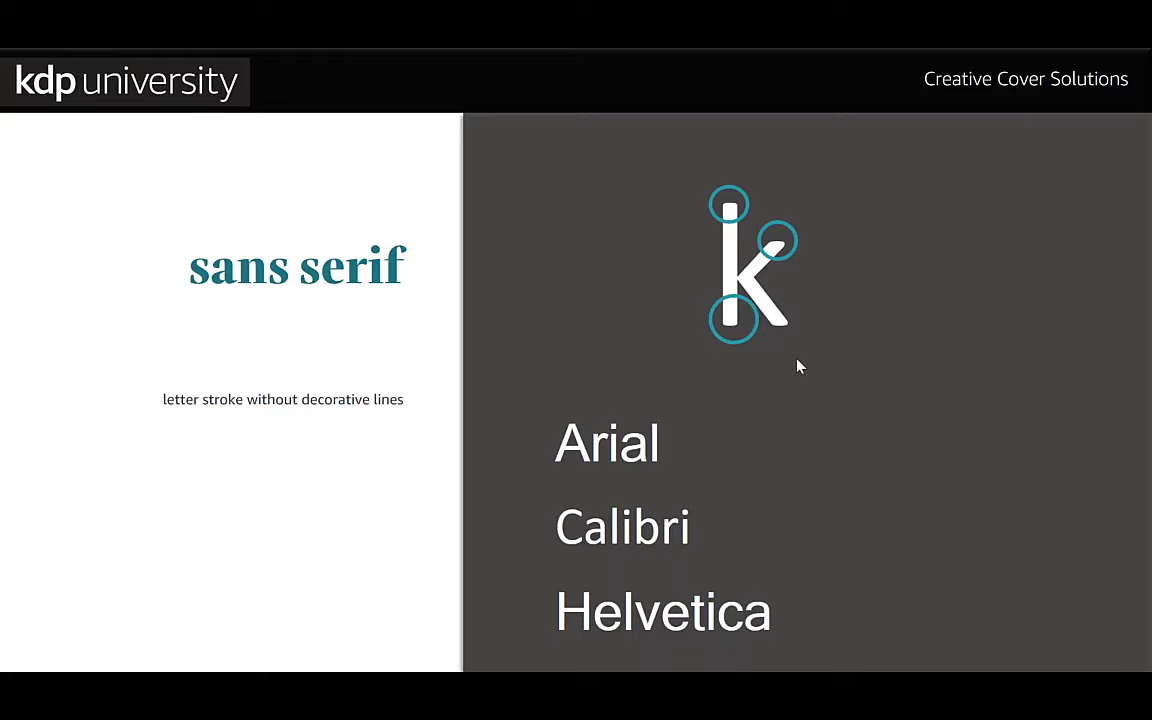 kdp university
Creative Cover Solutions
sans serif
letter stroke without decorative lines
k
Arial
Calibri
Helvetica